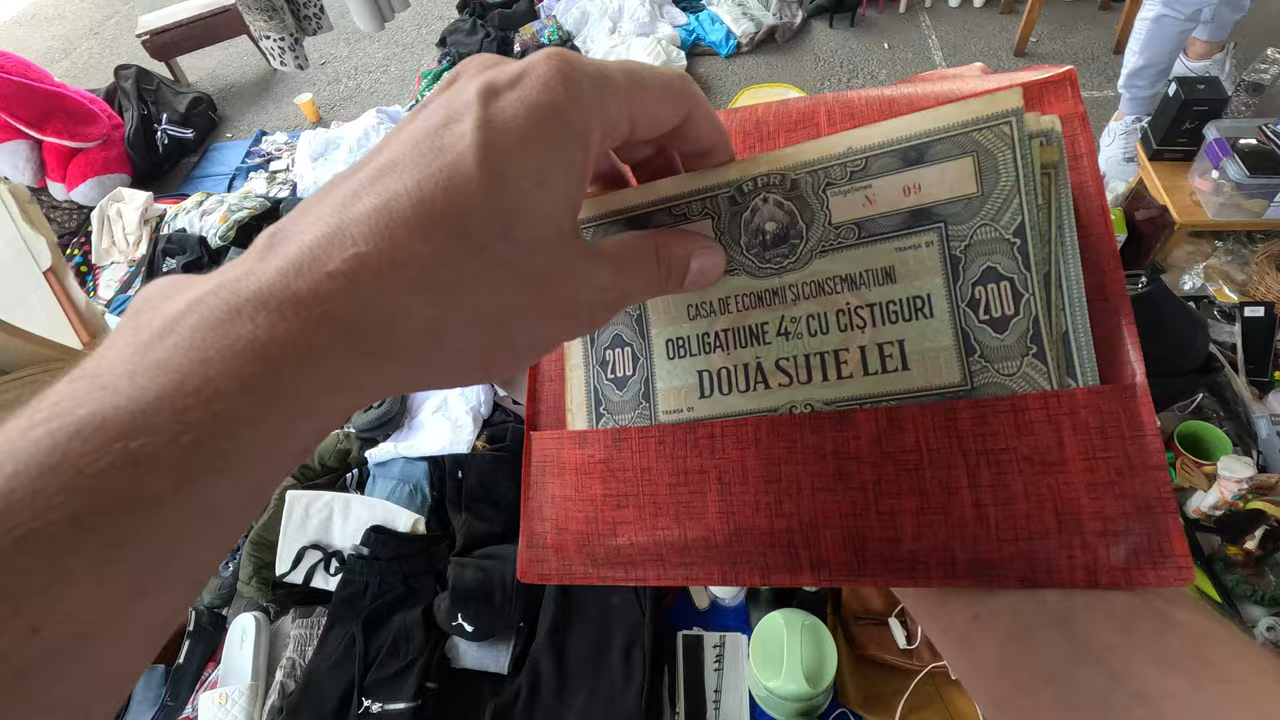 RPR
Obligațiunea
№ 09
TRANSA 01
CASA DE ECONOMII ȘI CONSEMNAȚIUNI
OBLIGAȚIUNE 4% CU CÎȘTIGURI
DOUĂ SUTE LEI
200
200
TRANSA 01